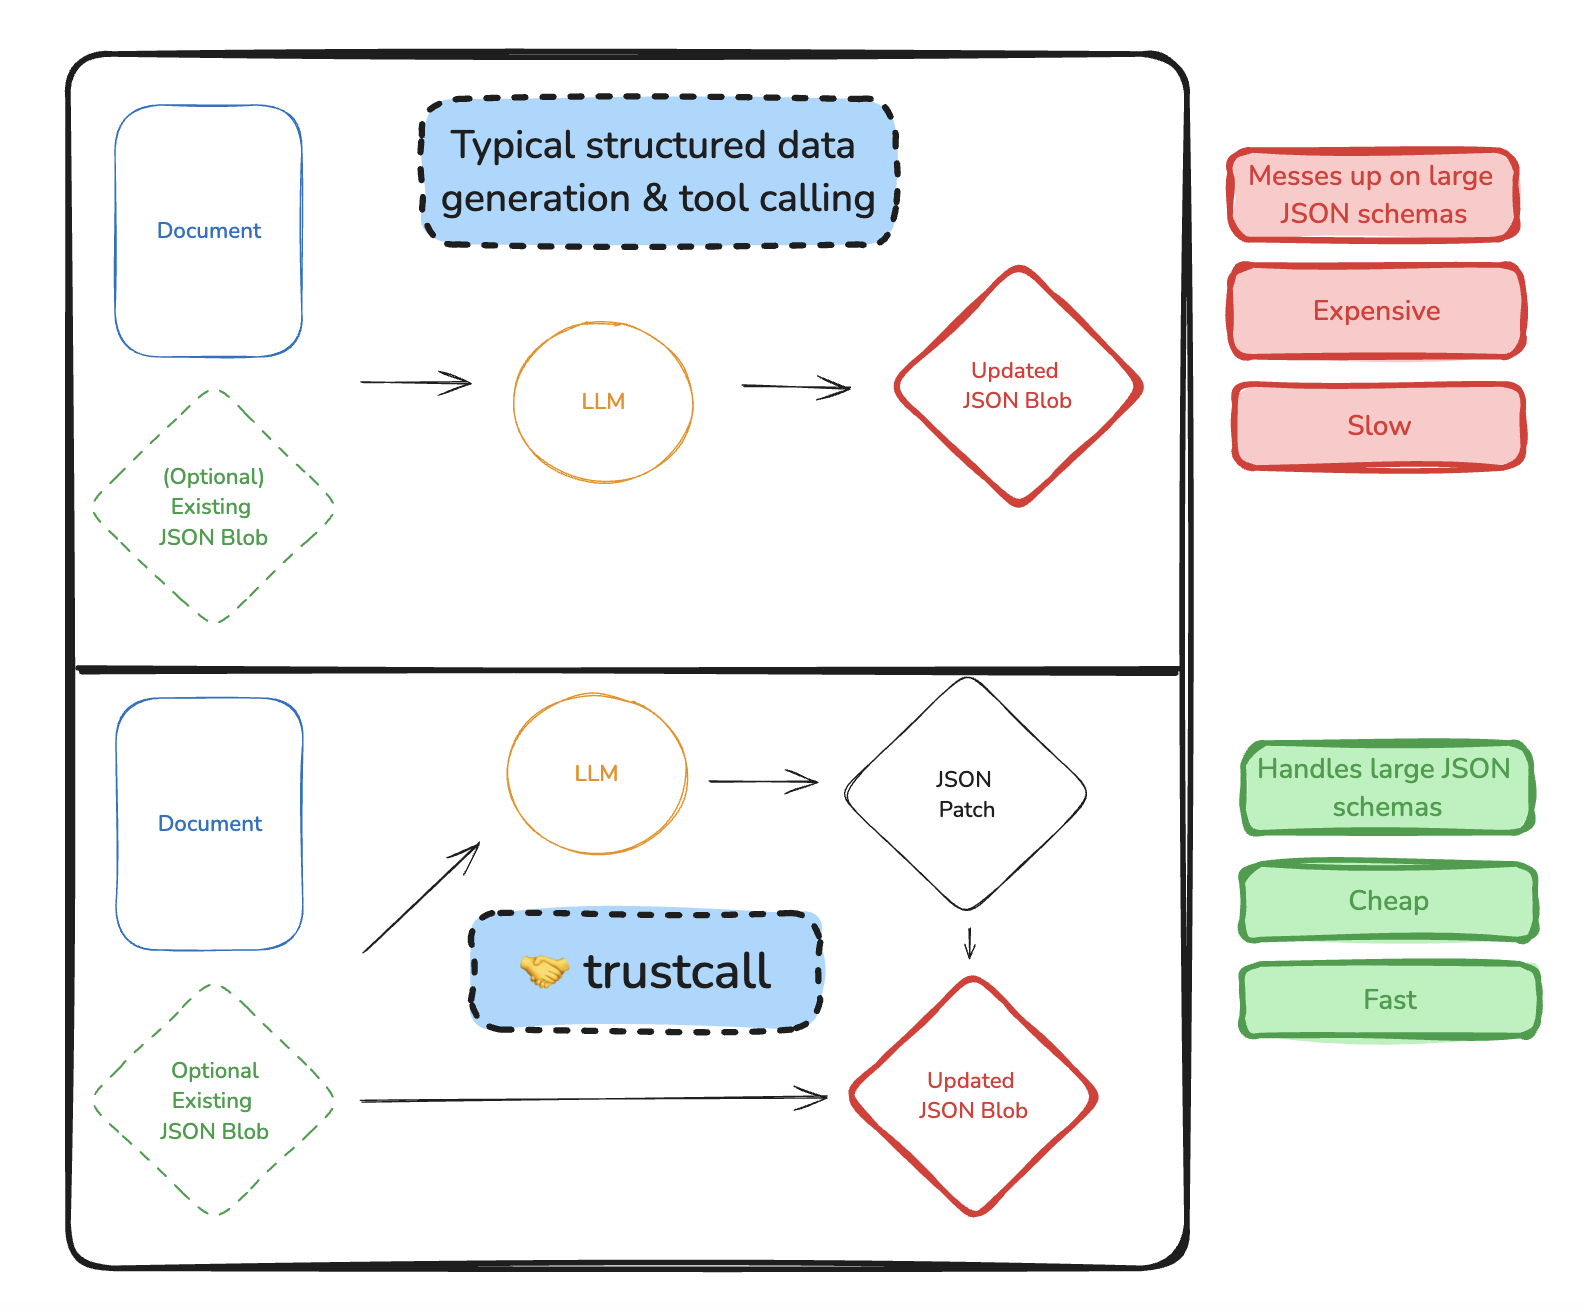 Typical structured data
generation & tool calling
Document
(Optional)
Existing
JSON Blob
LLM
Updated
JSON Blob
Messes up on large
JSON schemas
Expensive
Slow
Document
Optional
Existing
JSON Blob
LLM
JSON
Patch
🤝 trustcall
Updated
JSON Blob
Handles large JSON
schemas
Cheap
Fast